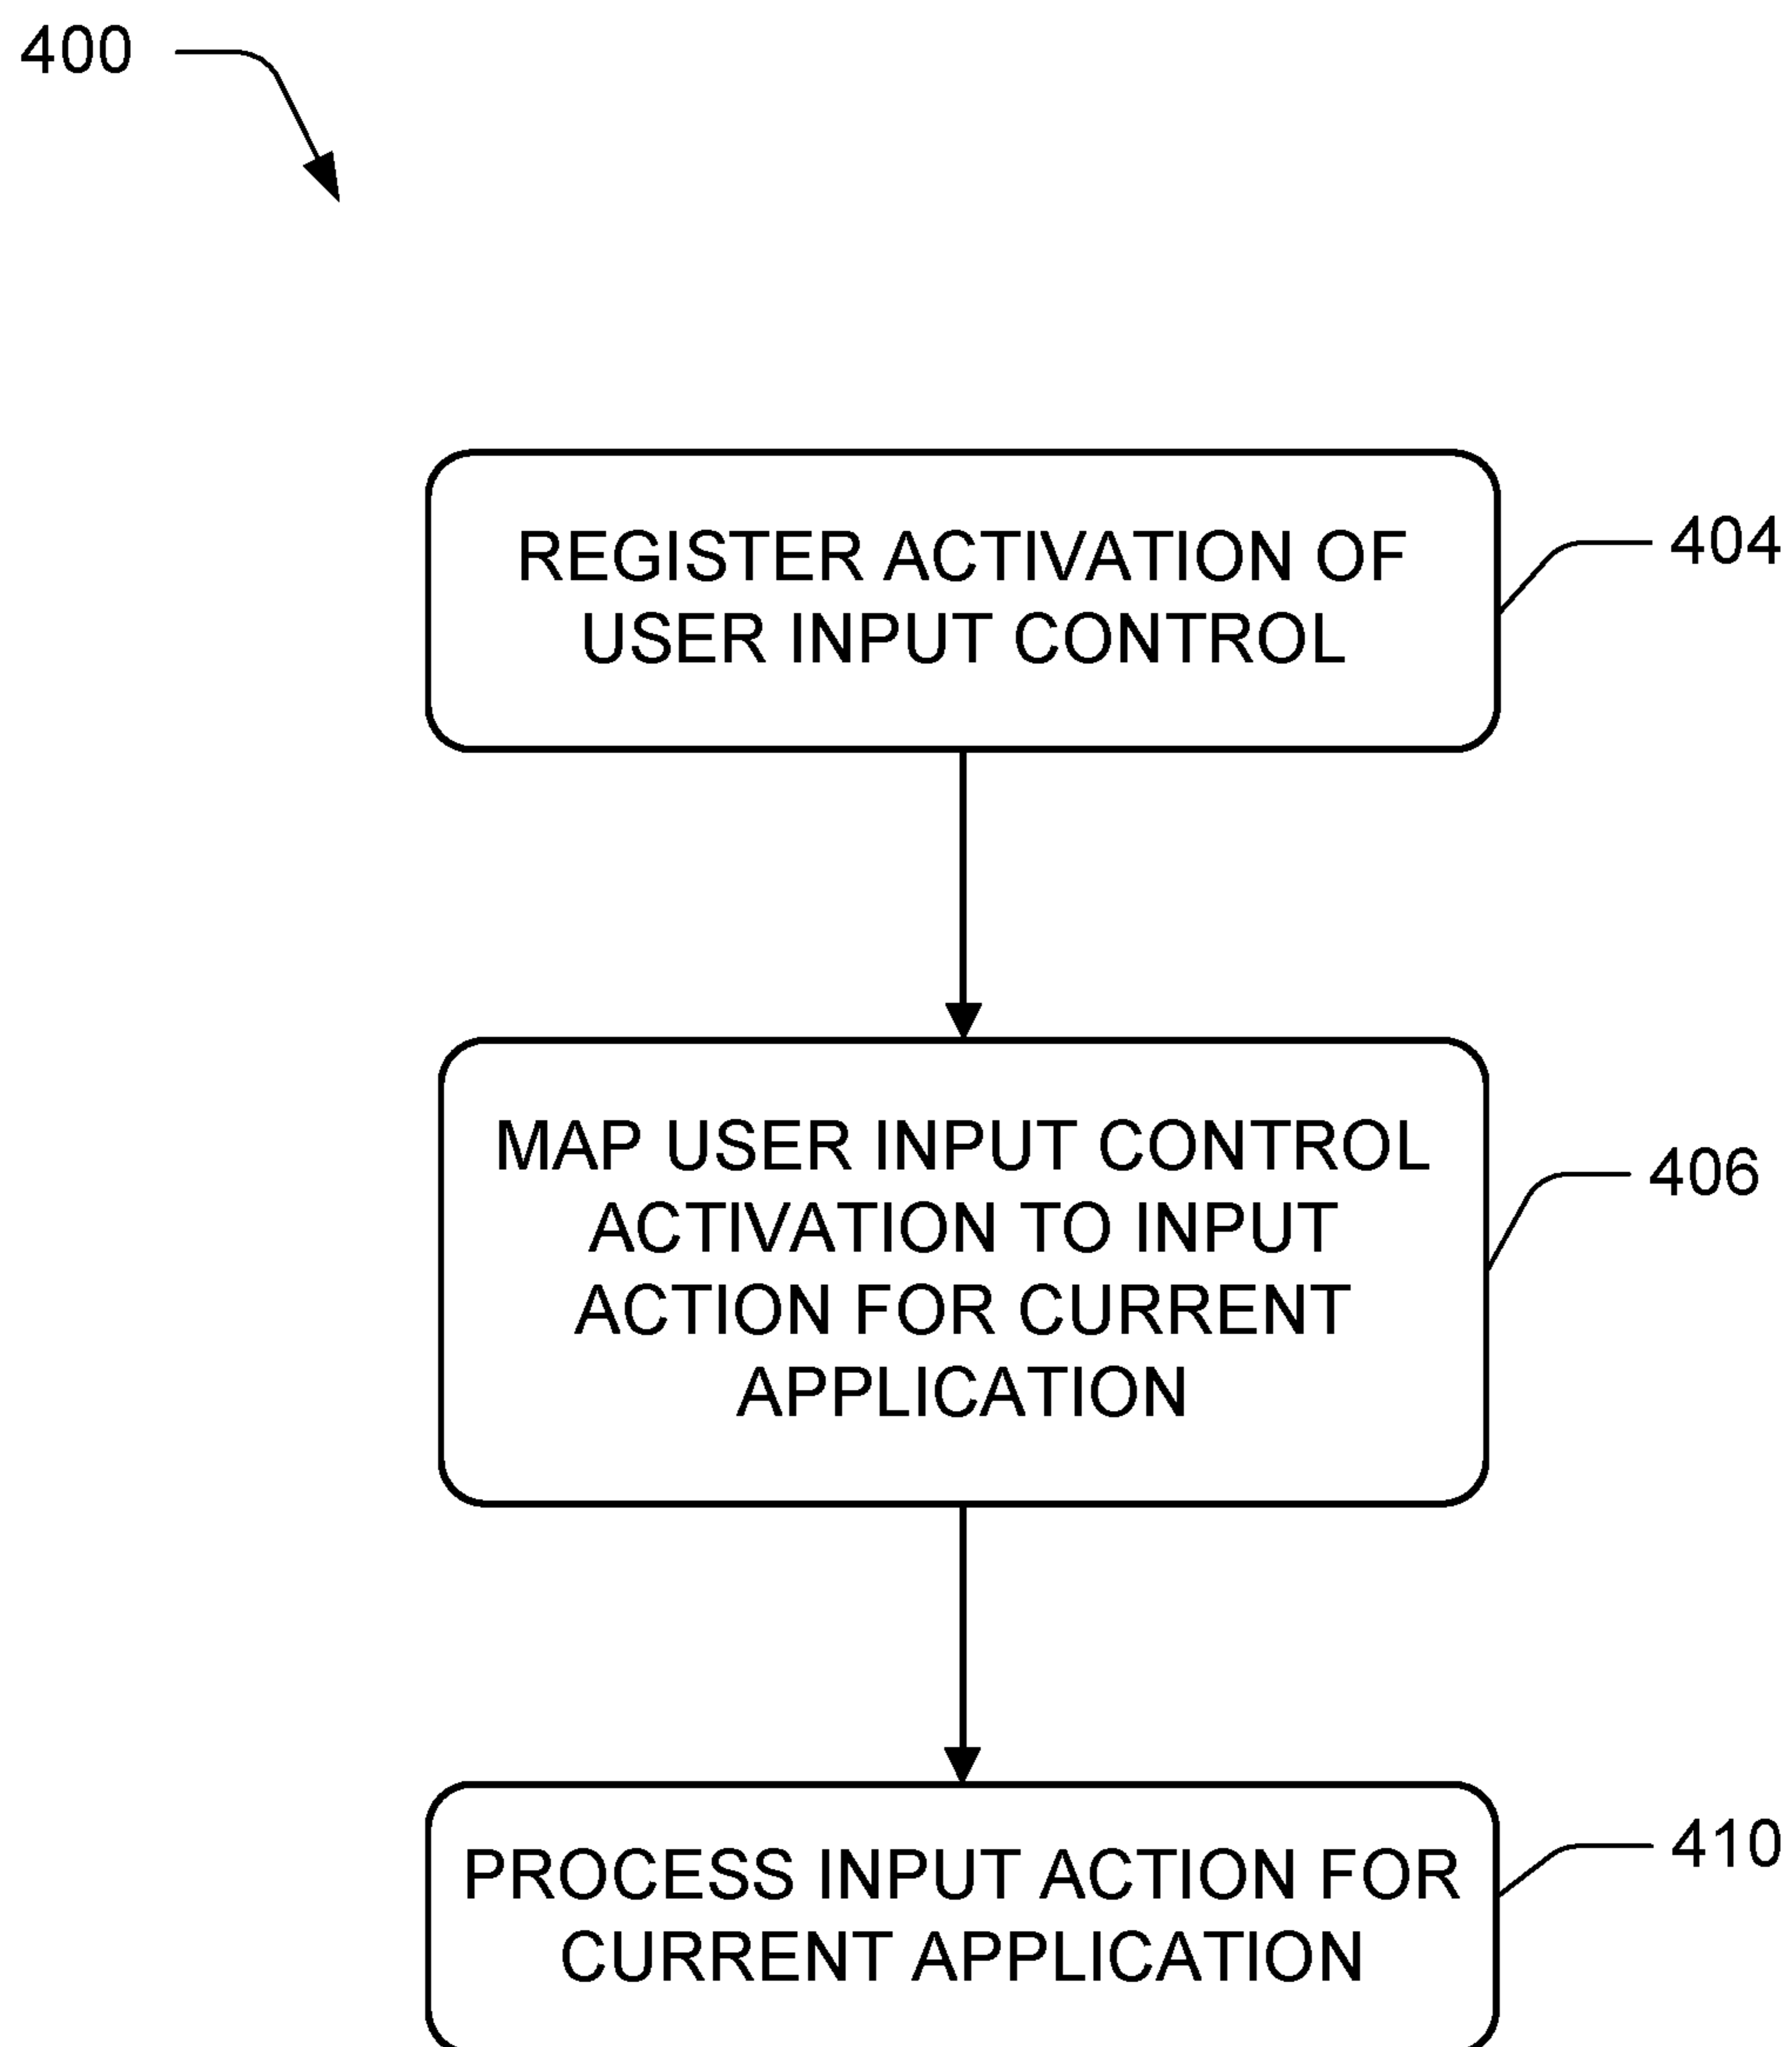 400
REGISTER ACTIVATION OF
USER INPUT CONTROL
404
MAP USER INPUT CONTROL
ACTIVATION TO INPUT
ACTION FOR CURRENT
APPLICATION
406
PROCESS INPUT ACTION FOR
CURRENT APPLICATION
410